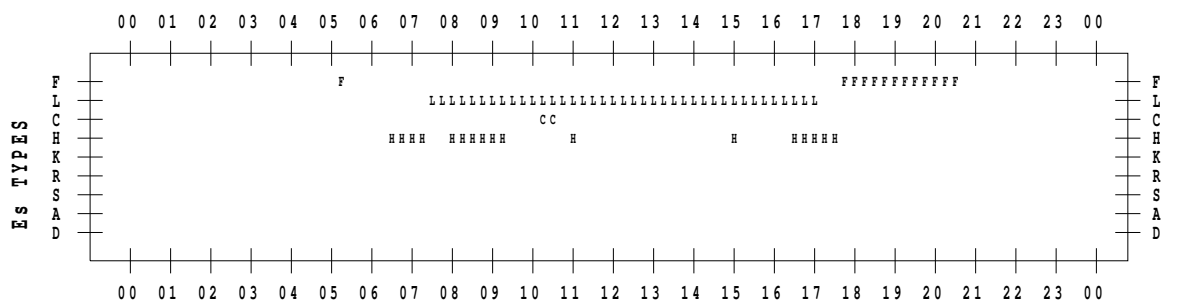 00 01 02 03 04 05 06 07 08 09 10 11 12 13 14 15 16 17 18 19 20 21 22 23 00
Es TYPES
F F FFFFFFFFFFFF F
L LLLLLLLLLLLLLLLLLLLLLLLLLLLLLLLLLLLLLLL L
C CC C
H HHHH HHHHHH H H HHHHH H
K K
R R
S S
A A
D D
00 01 02 03 04 05 06 07 08 09 10 11 12 13 14 15 16 17 18 19 20 21 22 23 00